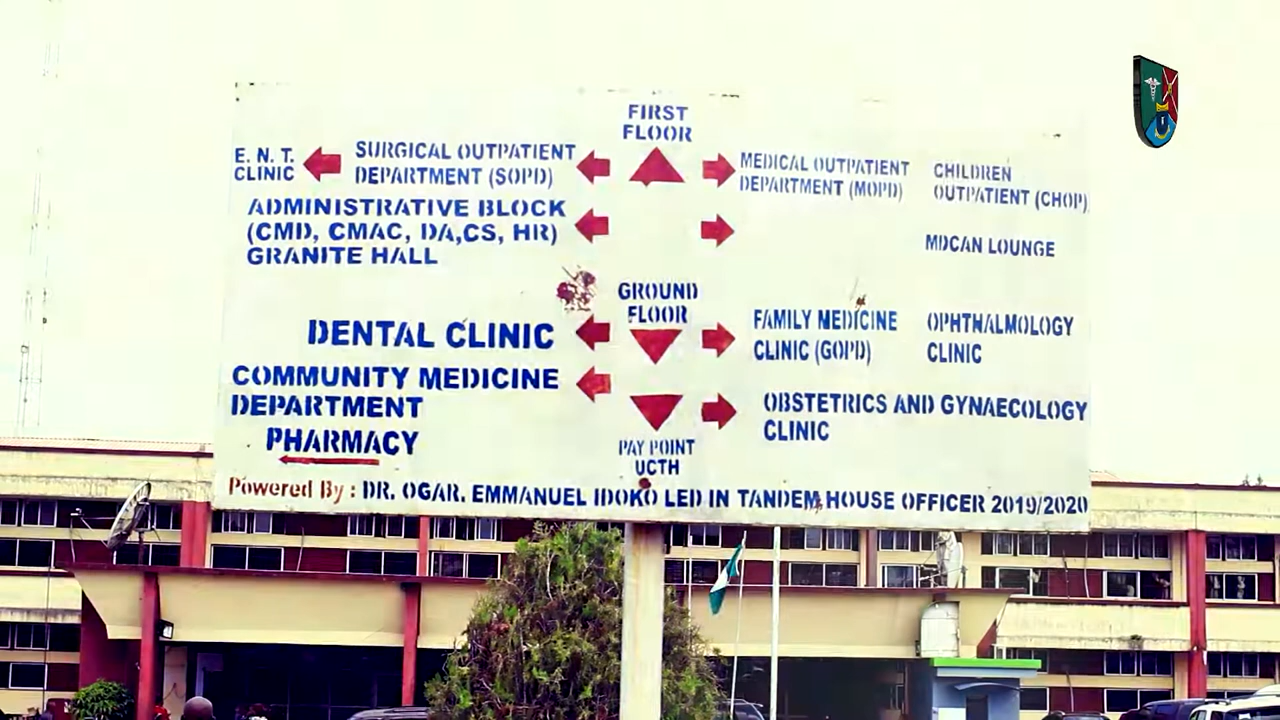 FIRST
FLOOR
E. N. T.
CLINIC
SURGICAL OUTPATIENT
DEPARTMENT (SOPD)
MEDICAL OUTPATIENT
DEPARTMENT (MOPD)
CHILDREN
OUTPATIENT (CHOP)
ADMINISTRATIVE BLOCK
(CMD, CMAC, DA,CS, HR)
GRANITE HALL
MDCAN LOUNGE
GROUND
FLOOR
DENTAL CLINIC
FAMILY MEDICINE
CLINIC (GOPD)
OPHTHALMOLOGY
CLINIC
COMMUNITY MEDICINE
DEPARTMENT
OBSTETRICS AND GYNAECOLOGY
CLINIC
PHARMACY
PAY POINT
UCTH
Powered By : DR. OGAR. EMMANUEL IDOKO LED IN TANDEM HOUSE OFFICER 2019/2020